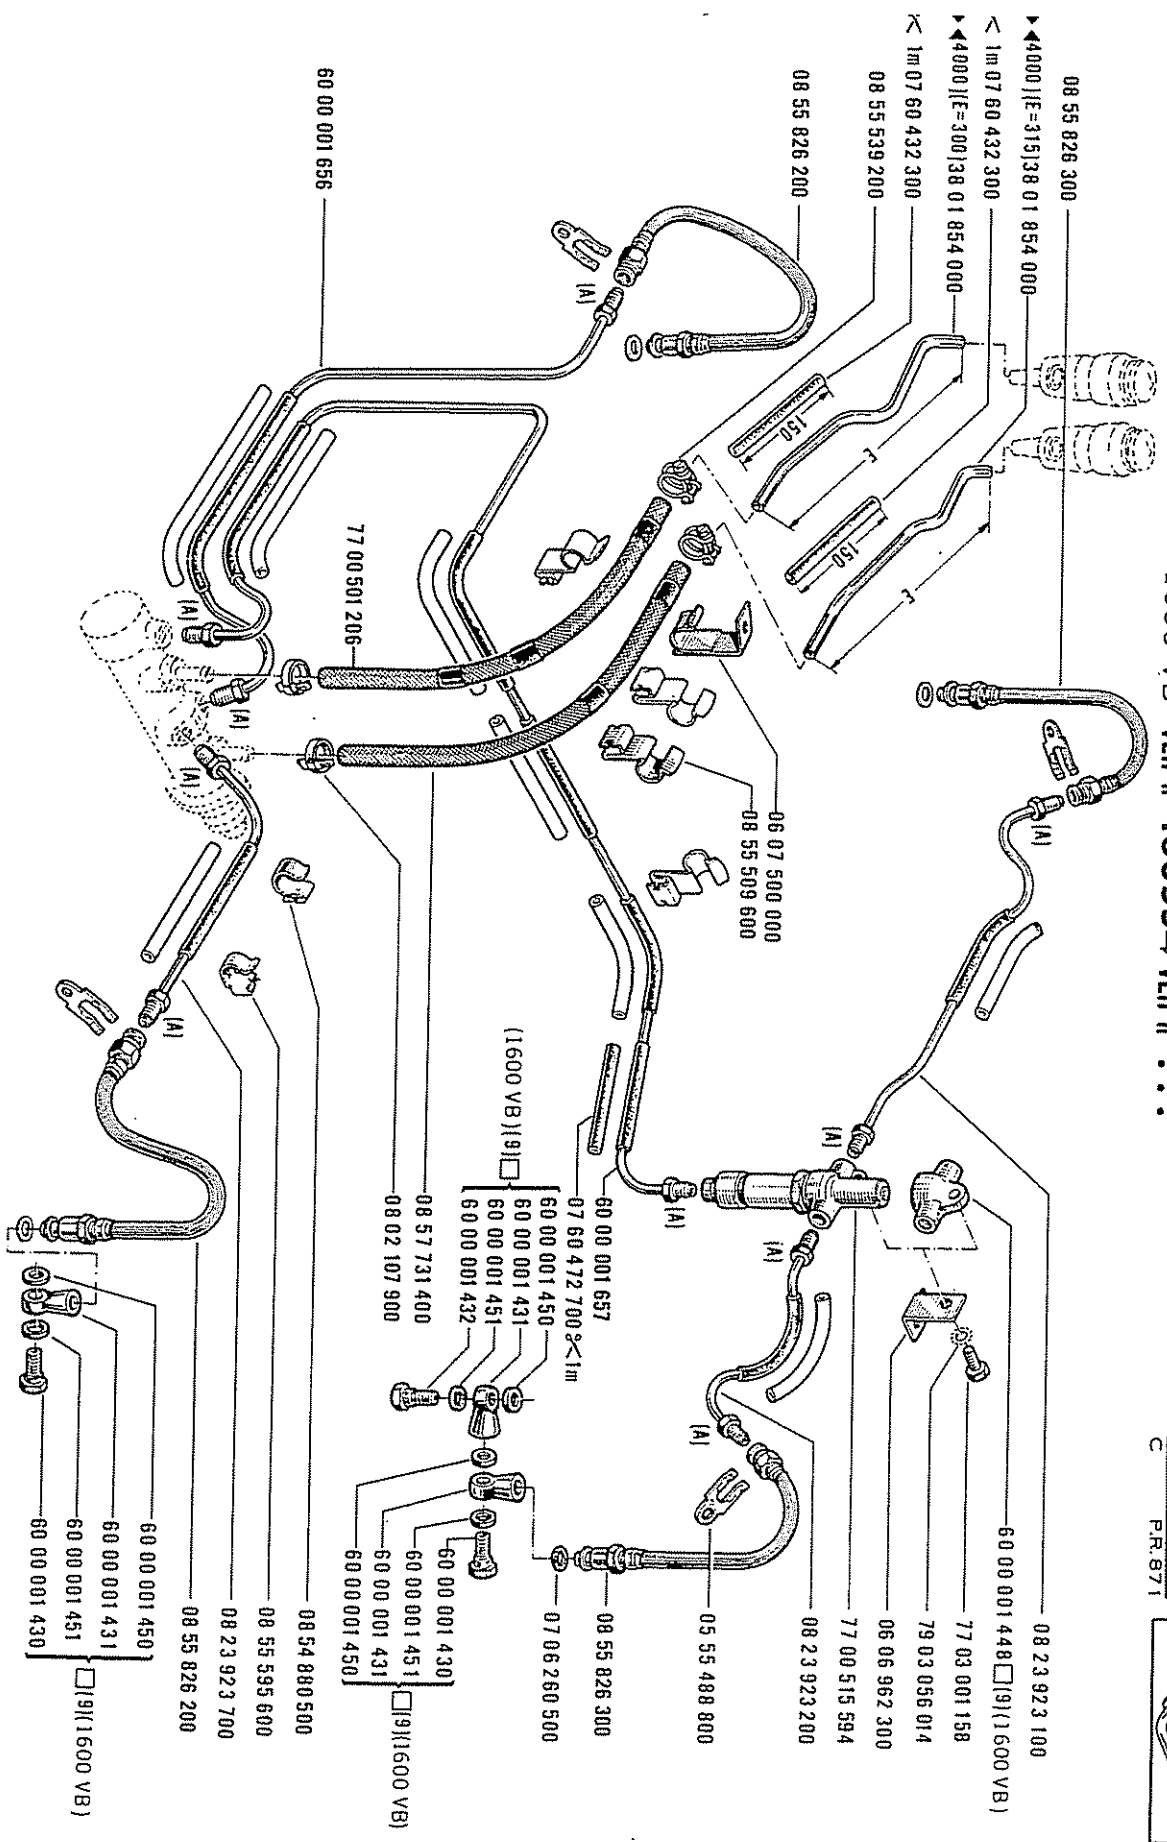 C P.R. 871
08 55 826 300
▸◂4000)(E=315)38 01 854 000
< 1m 07 60 432 300
▸◂4000)(E=300)38 01 854 000
< 1m 07 60 432 300
08 55 539 200
08 55 826 200
60 00 001 656
(A)
(A)
(A)
(A)
(A)
(A)
(A)
(A)
(A)
(A)
150
E
150
E
77 00 501 206
06 07 500 000
08 55 509 600
(1600 VB)(9)□
60 00 001 657
07 60 472 700 ✂<1m
60 00 001 450
60 00 001 431
60 00 001 451
60 00 001 432
08 57 731 400
08 02 107 900
08 23 923 100
60 00 001 448□(9)(1600 VB)
77 03 001 158
79 03 056 014
06 06 962 300
77 00 515 594
08 23 923 200
05 55 488 800
08 55 826 300
07 06 260 500
60 00 001 430
60 00 001 451
60 00 001 431
60 00 001 450
□(9)(1600 VB)
08 54 880 500
08 55 595 600
08 23 923 700
08 55 826 200
60 00 001 450
60 00 001 431
60 00 001 451
60 00 001 430
□(9)(1600 VB)